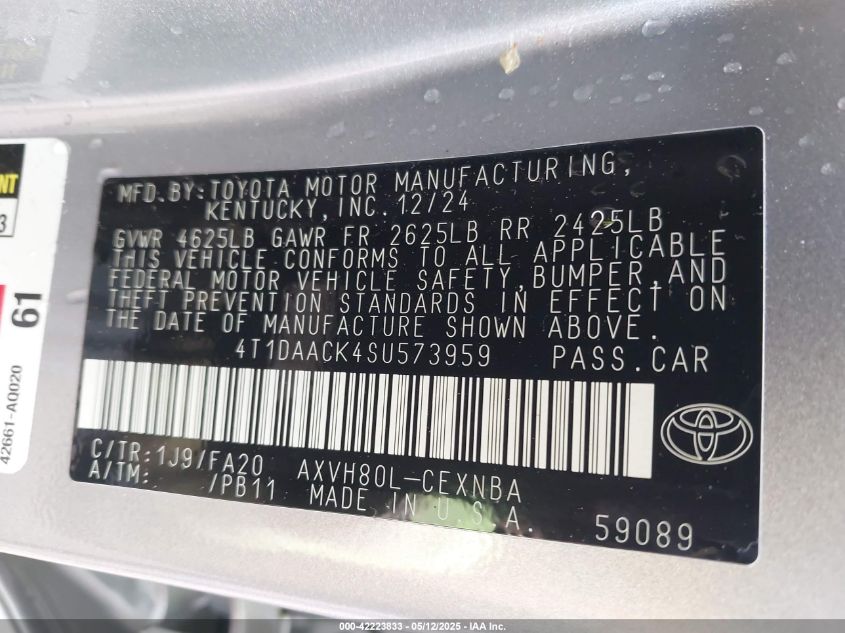 MFD. BY: TOYOTA MOTOR MANUFACTURING,
KENTUCKY, INC. 12/24
GVWR 4625LB GAWR FR 2625LB RR 2425LB
THIS VEHICLE CONFORMS TO ALL APPLICABLE
FEDERAL MOTOR VEHICLE SAFETY, BUMPER, AND
THEFT PREVENTION STANDARDS IN EFFECT ON
THE DATE OF MANUFACTURE SHOWN ABOVE.
4T1DAACK4SU573959 PASS. CAR
C/TR: 1J9/FA20 AXVH80L-CEXNBA
A/TM: /PB11 MADE IN U.S.A.
59089
NT
3
61
42661-A0020
000-42223833 - 05/12/2025 - IAA Inc.